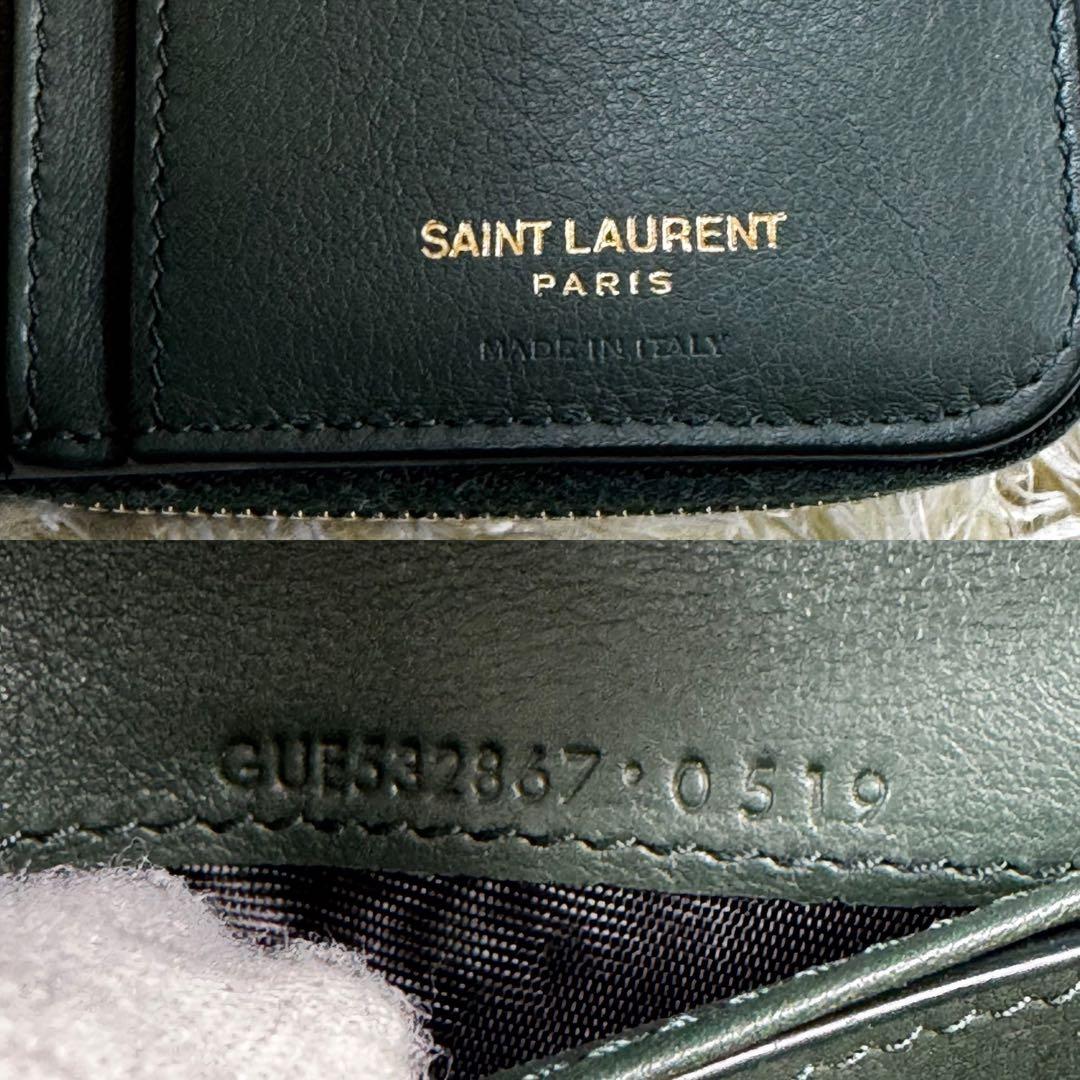 SAINT LAURENT
PARIS
MADE IN ITALY
GUE532867·0519